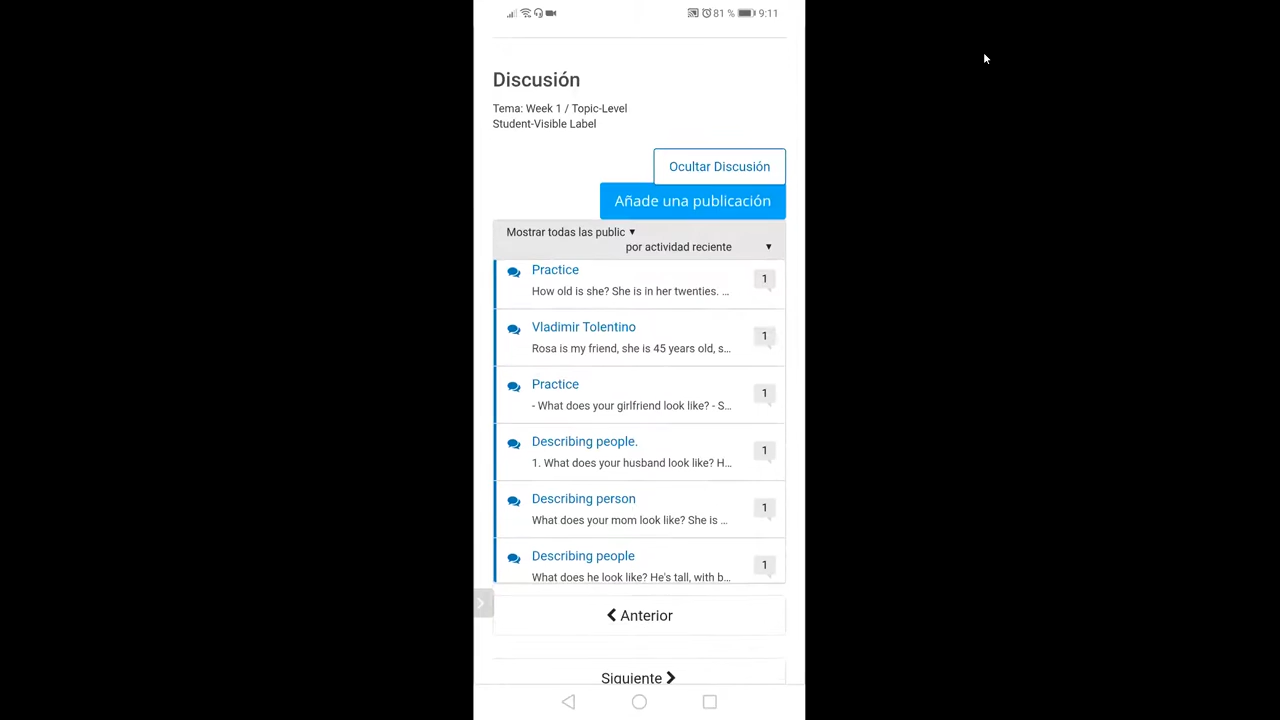 81 % 9:11
Discusión
Tema: Week 1 / Topic-Level
Student-Visible Label
Ocultar Discusión
Añade una publicación
Mostrar todas las public ▼
por actividad reciente ▼
Practice
1
How old is she? She is in her twenties. ...
Vladimir Tolentino
1
Rosa is my friend, she is 45 years old, s...
Practice
1
- What does your girlfriend look like? - S...
Describing people.
1
1. What does your husband look like? H...
Describing person
1
What does your mom look like? She is ...
Describing people
1
What does he look like? He's tall, with b...
Anterior
Siguiente